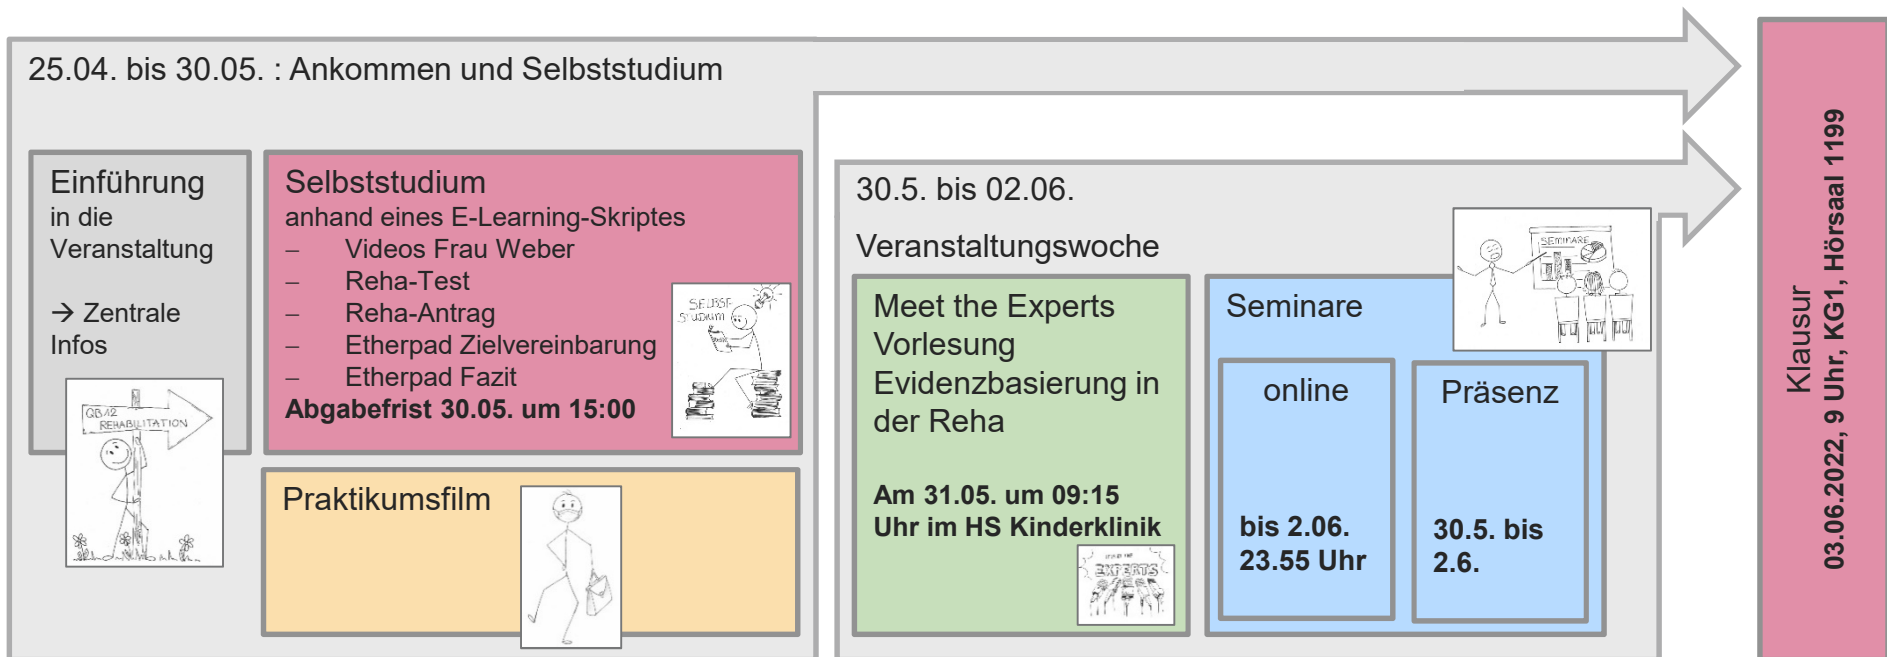 25.04. bis 30.05. : Ankommen und Selbststudium
Einführung
in die
Veranstaltung
→ Zentrale
Infos
QB12
REHABILITATION
Selbststudium
anhand eines E-Learning-Skriptes
– Videos Frau Weber
– Reha-Test
– Reha-Antrag
– Etherpad Zielvereinbarung
– Etherpad Fazit
Abgabefrist 30.05. um 15:00
SELBST
STUDIUM
Praktikumsfilm
30.5. bis 02.06.
Veranstaltungswoche
Meet the Experts
Vorlesung
Evidenzbasierung in
der Reha
Am 31.05. um 09:15
Uhr im HS Kinderklinik
EXPERTS
Seminare
SEMINARE
online
bis 2.06.
23.55 Uhr
Präsenz
30.5. bis
2.6.
Klausur
03.06.2022, 9 Uhr, KG1, Hörsaal 1199